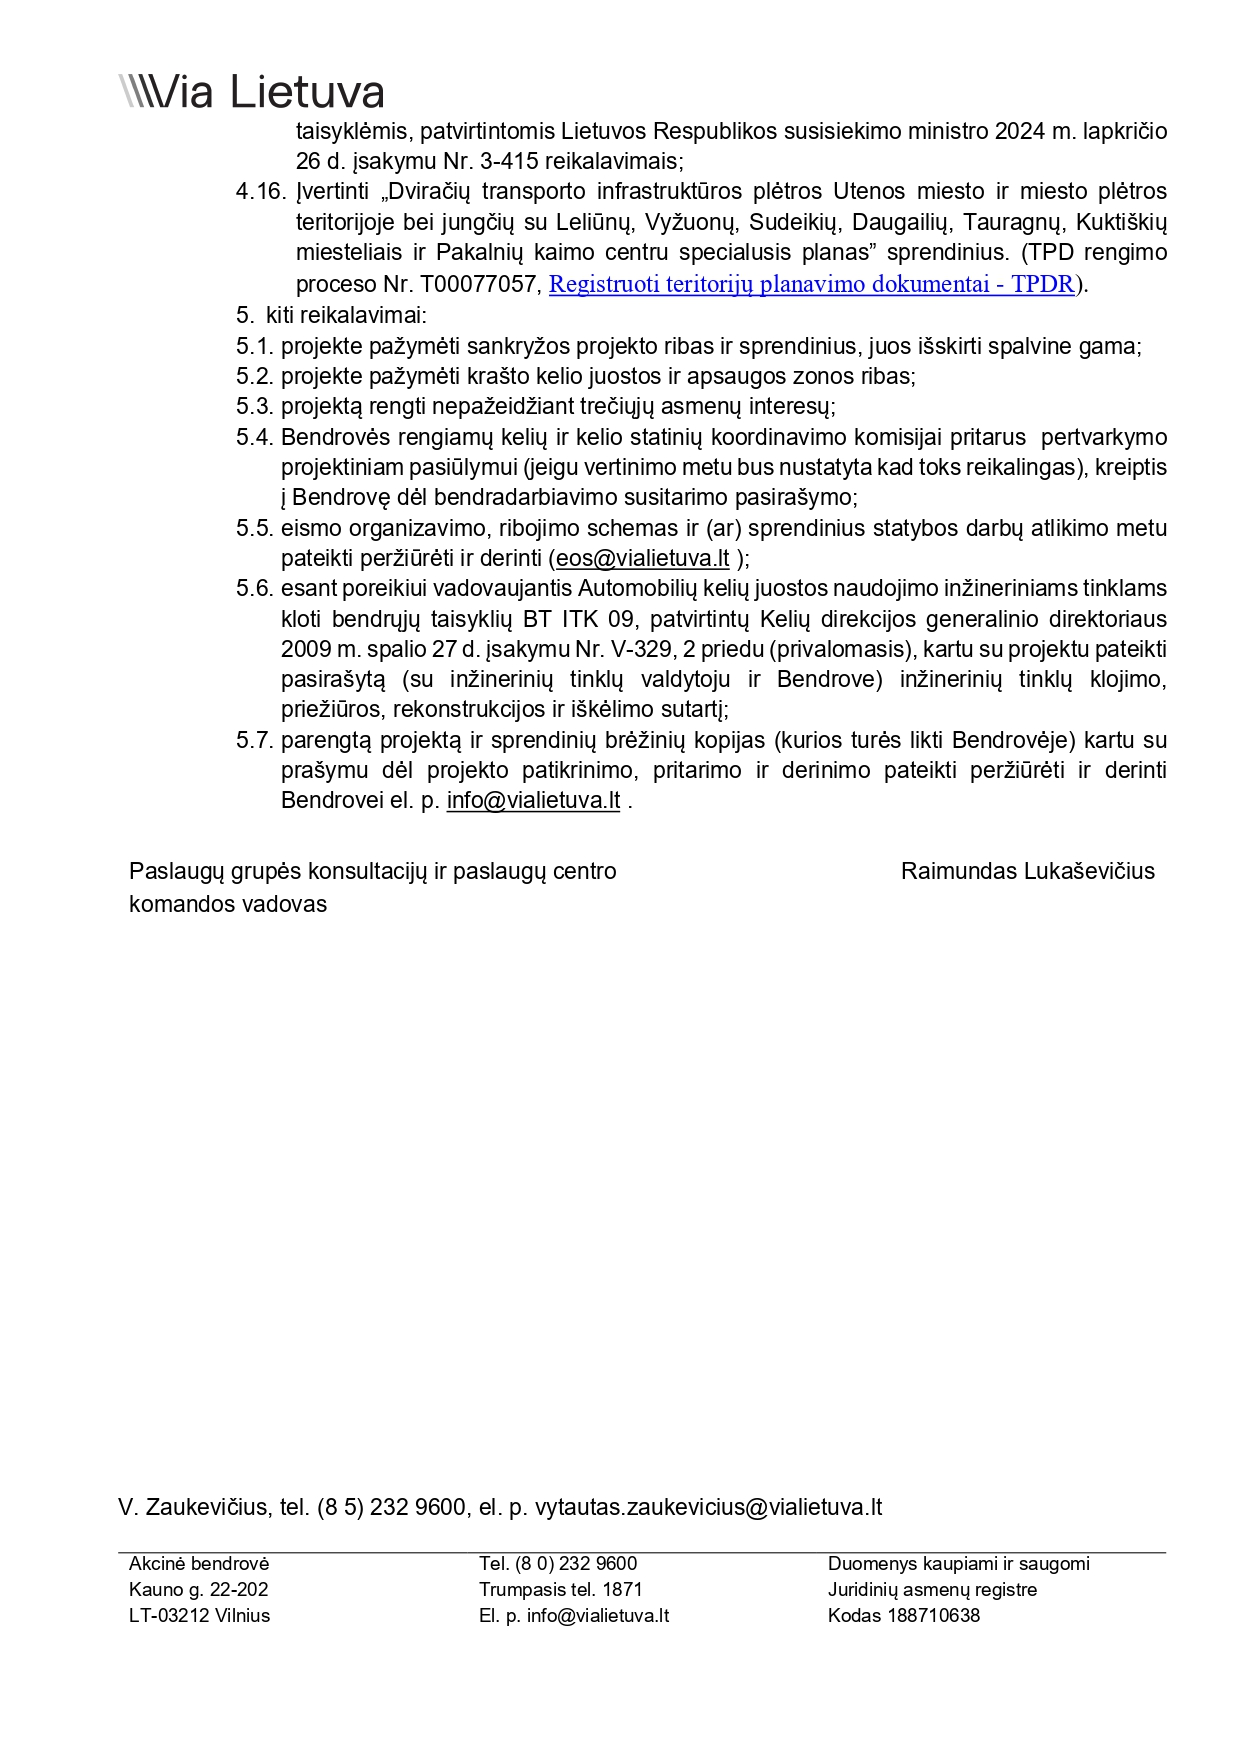 Via Lietuva
taisyklėmis, patvirtintomis Lietuvos Respublikos susisiekimo ministro 2024 m. lapkričio
26 d. įsakymu Nr. 3-415 reikalavimais;
4.16. Įvertinti „Dviračių transporto infrastruktūros plėtros Utenos miesto ir miesto plėtros
teritorijoje bei jungčių su Leliūnų, Vyžuonų, Sudeikių, Daugailių, Tauragnų, Kuktiškių
miesteliais ir Pakalnių kaimo centru specialusis planas” sprendinius. (TPD rengimo
proceso Nr. T00077057, Registruoti teritorijų planavimo dokumentai - TPDR).
5. kiti reikalavimai:
5.1. projekte pažymėti sankryžos projekto ribas ir sprendinius, juos išskirti spalvine gama;
5.2. projekte pažymėti krašto kelio juostos ir apsaugos zonos ribas;
5.3. projektą rengti nepažeidžiant trečiųjų asmenų interesų;
5.4. Bendrovės rengiamų kelių ir kelio statinių koordinavimo komisijai pritarus pertvarkymo
projektiniam pasiūlymui (jeigu vertinimo metu bus nustatyta kad toks reikalingas), kreiptis
į Bendrovę dėl bendradarbiavimo susitarimo pasirašymo;
5.5. eismo organizavimo, ribojimo schemas ir (ar) sprendinius statybos darbų atlikimo metu
pateikti peržiūrėti ir derinti (eos@vialietuva.lt );
5.6. esant poreikiui vadovaujantis Automobilių kelių juostos naudojimo inžineriniams tinklams
kloti bendrųjų taisyklių BT ITK 09, patvirtintų Kelių direkcijos generalinio direktoriaus
2009 m. spalio 27 d. įsakymu Nr. V-329, 2 priedu (privalomasis), kartu su projektu pateikti
pasirašytą (su inžinerinių tinklų valdytoju ir Bendrove) inžinerinių tinklų klojimo,
priežiūros, rekonstrukcijos ir iškėlimo sutartį;
5.7. parengtą projektą ir sprendinių brėžinių kopijas (kurios turės likti Bendrovėje) kartu su
prašymu dėl projekto patikrinimo, pritarimo ir derinimo pateikti peržiūrėti ir derinti
Bendrovei el. p. info@vialietuva.lt .
Paslaugų grupės konsultacijų ir paslaugų centro Raimundas Lukaševičius
komandos vadovas
V. Zaukevičius, tel. (8 5) 232 9600, el. p. vytautas.zaukevicius@vialietuva.lt
Akcinė bendrovė Tel. (8 0) 232 9600 Duomenys kaupiami ir saugomi
Kauno g. 22-202 Trumpasis tel. 1871 Juridinių asmenų registre
LT-03212 Vilnius El. p. info@vialietuva.lt Kodas 188710638